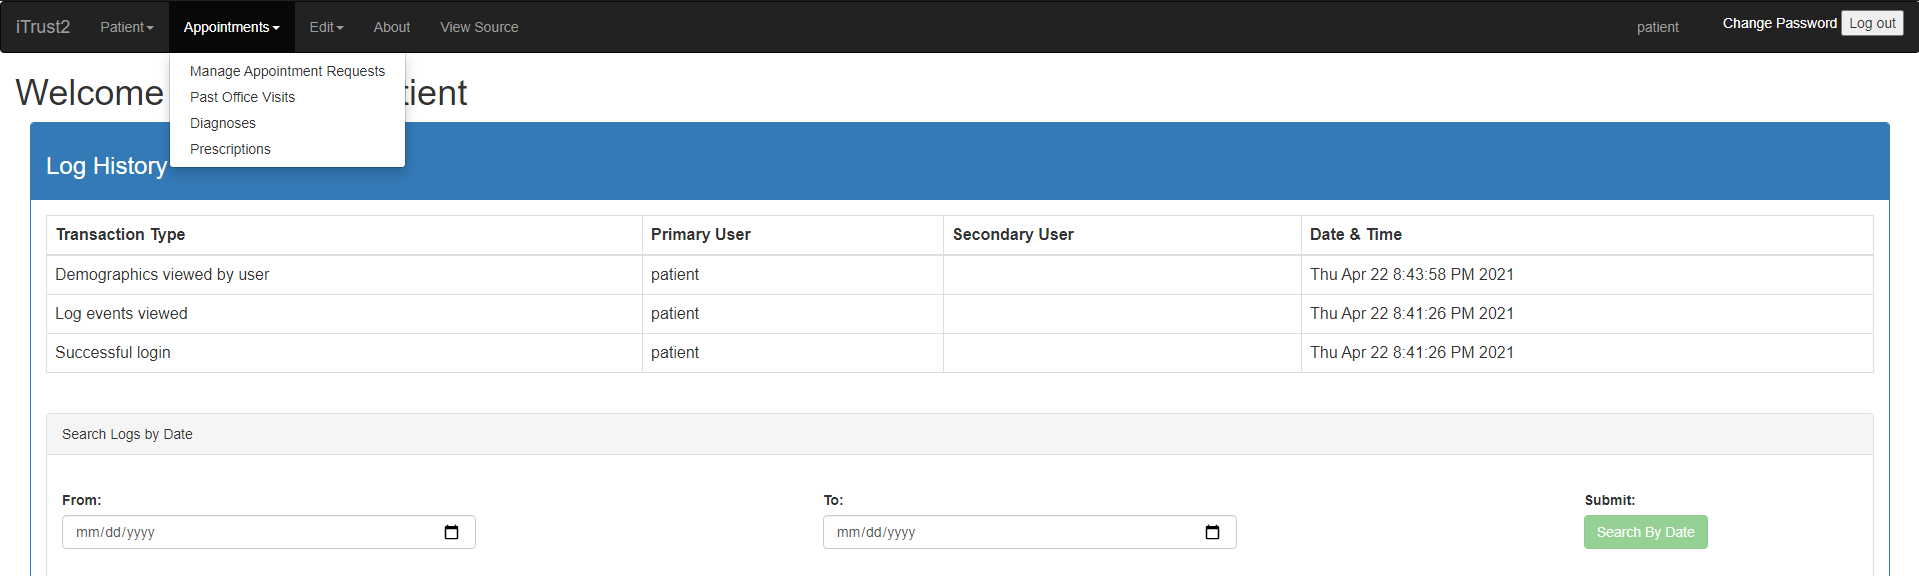 iTrust2 Patient Appointments Edit About View Source patient Change Password Log out
Manage Appointment Requests
Past Office Visits
Diagnoses
Prescriptions
Welcome tient
Log History
Transaction Type Primary User Secondary User Date & Time
Demographics viewed by user patient Thu Apr 22 8:43:58 PM 2021
Log events viewed patient Thu Apr 22 8:41:26 PM 2021
Successful login patient Thu Apr 22 8:41:26 PM 2021
Search Logs by Date
From: To: Submit:
mm/dd/yyyy mm/dd/yyyy Search By Date